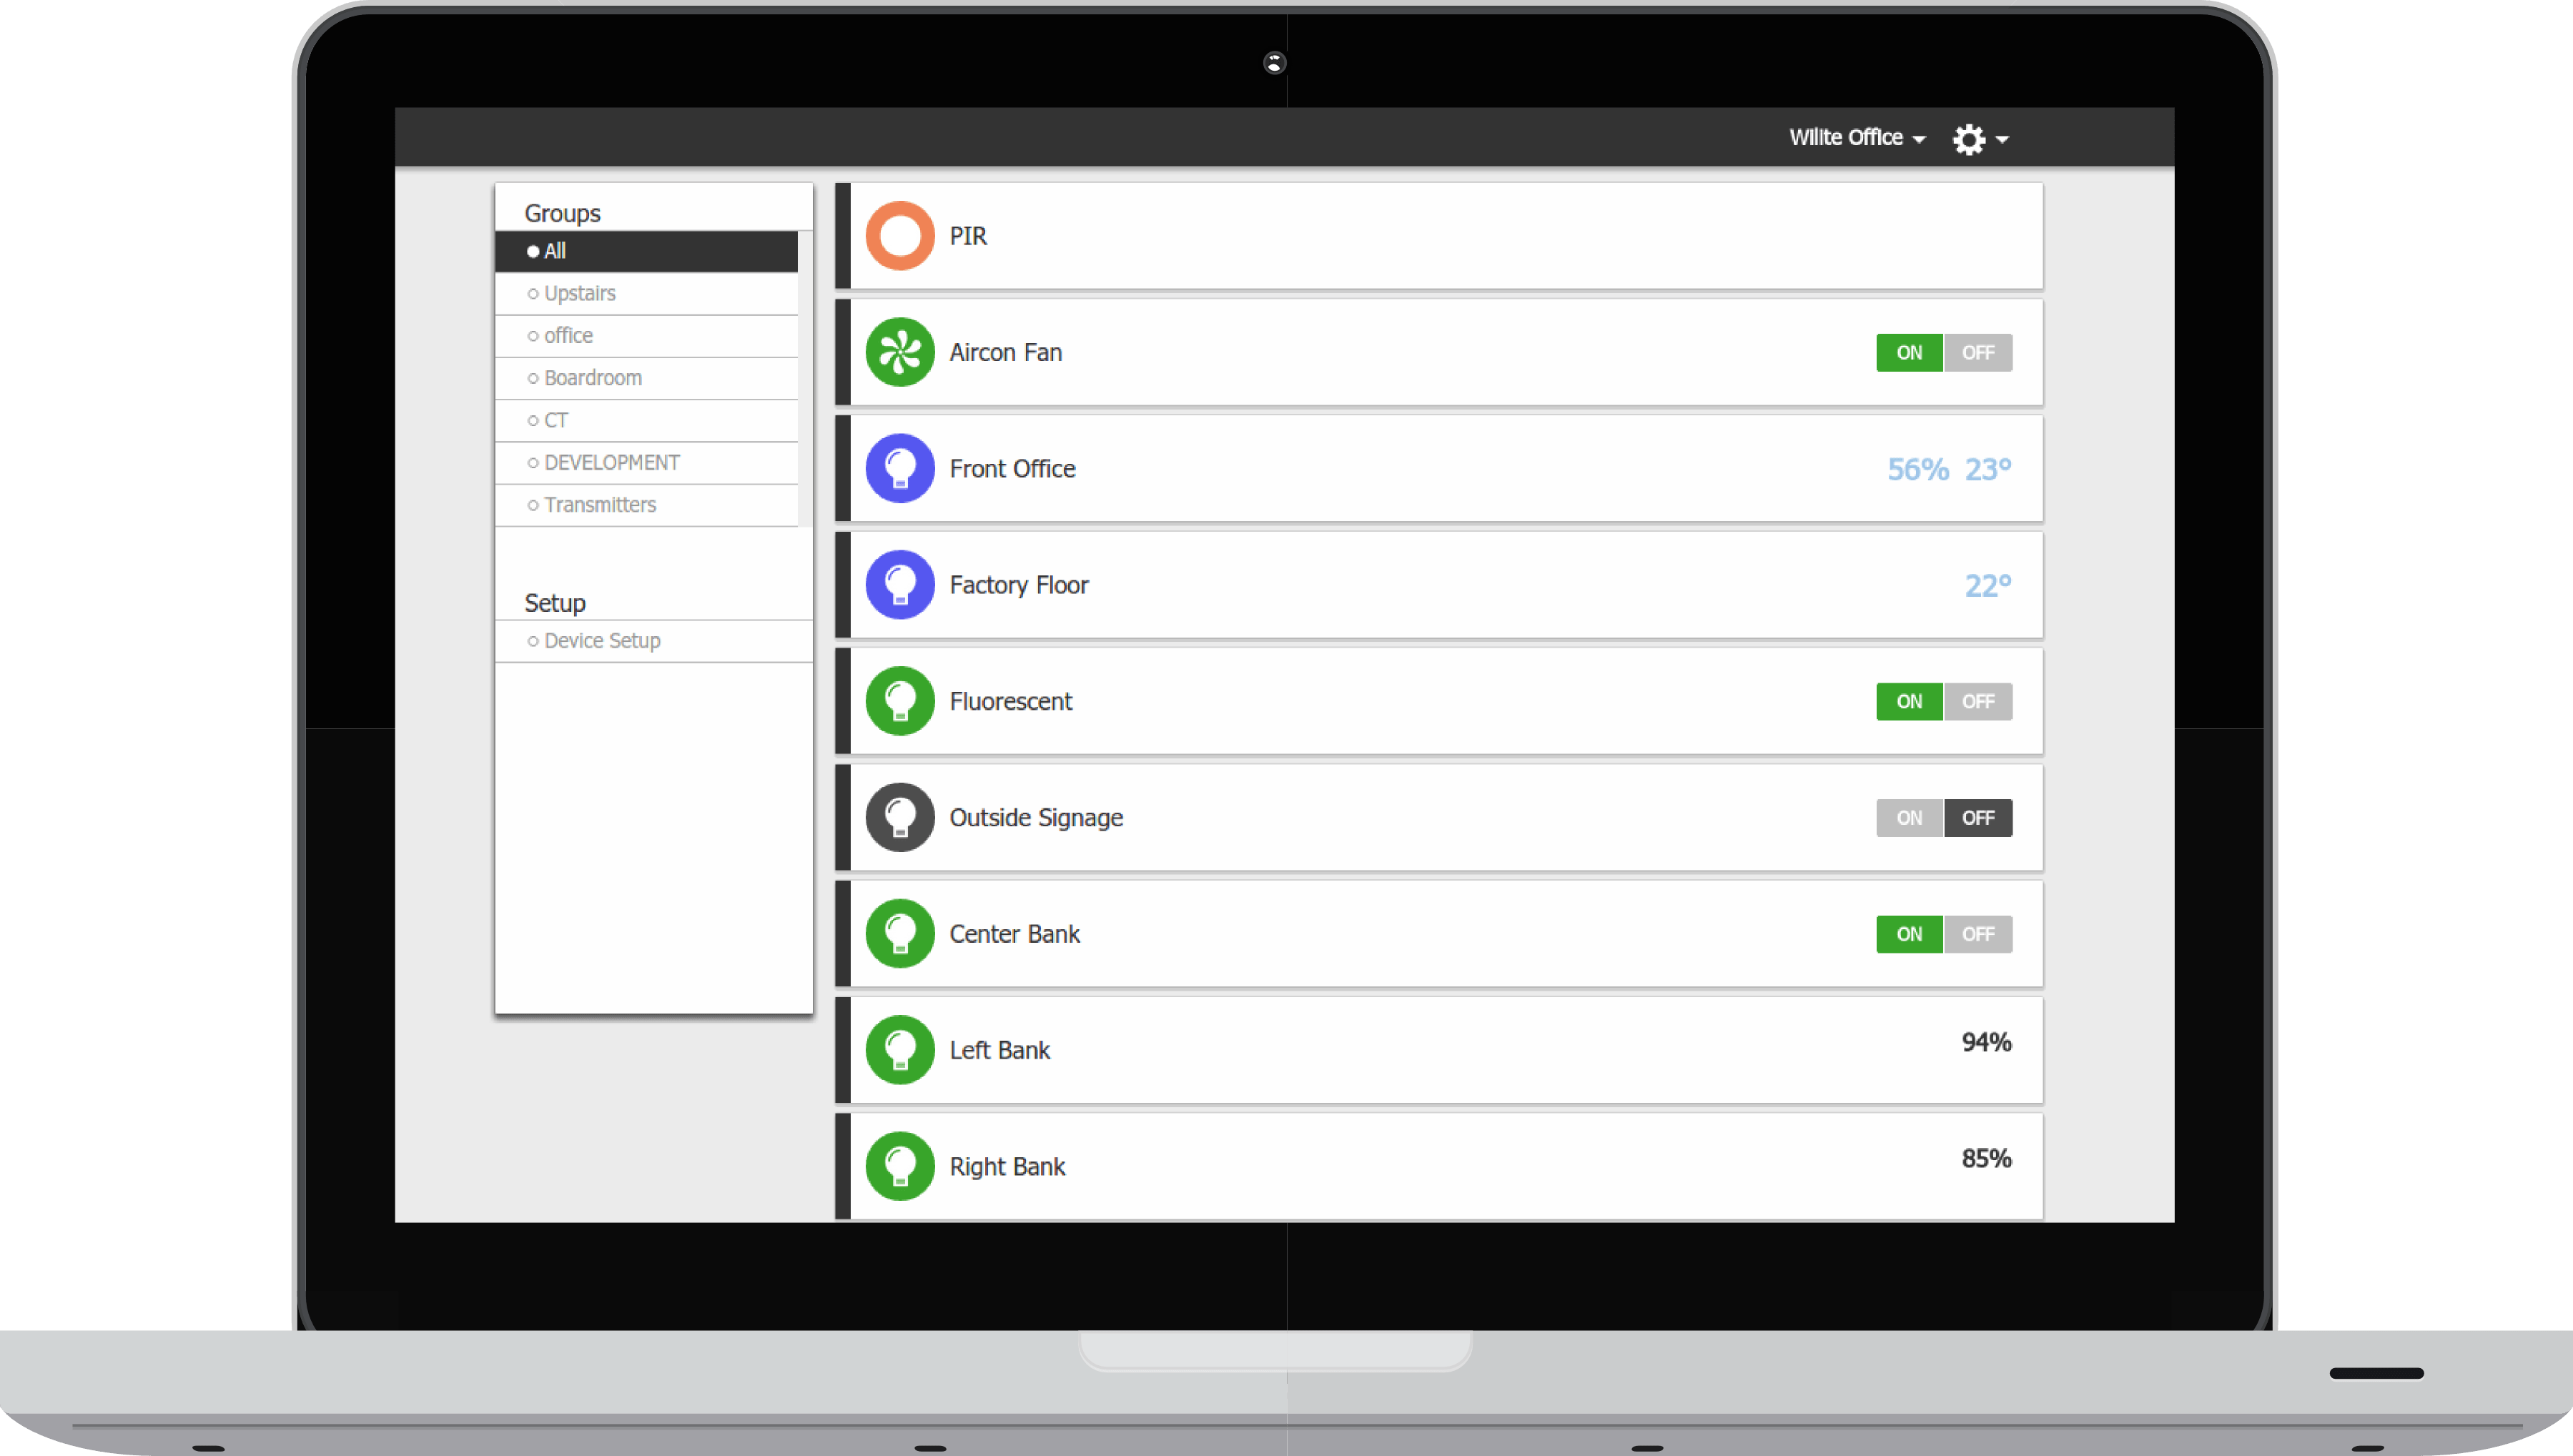 Wilite Office
Groups
All
Upstairs
office
Boardroom
CT
DEVELOPMENT
Transmitters
Setup
Device Setup
PIR
Aircon Fan
ON OFF
Front Office
56% 23°
Factory Floor
22°
Fluorescent
ON OFF
Outside Signage
ON OFF
Center Bank
ON OFF
Left Bank
94%
Right Bank
85%